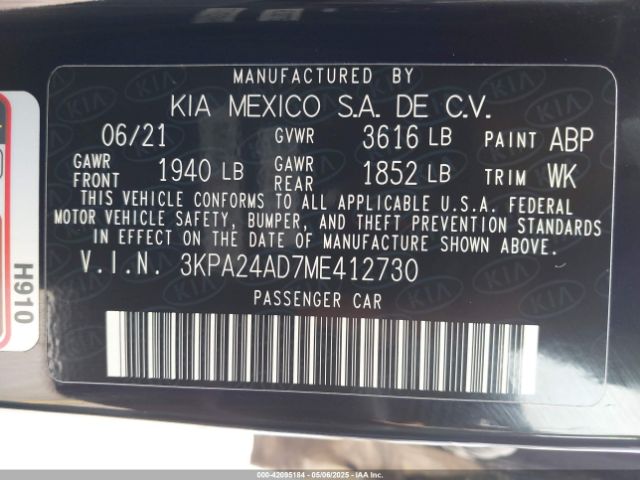 MANUFACTURED BY
KIA MEXICO S.A. DE C.V.
06/21 GVWR 3616 LB PAINT ABP
GAWR FRONT 1940 LB GAWR REAR 1852 LB TRIM WK
THIS VEHICLE CONFORMS TO ALL APPLICABLE U.S.A. FEDERAL
MOTOR VEHICLE SAFETY, BUMPER, AND THEFT PREVENTION STANDARDS
IN EFFECT ON THE DATE OF MANUFACTURE SHOWN ABOVE.
V.I.N. 3KPA24AD7ME412730
PASSENGER CAR
H910
000-42095184 - 05/06/2025 - IAA, Inc.